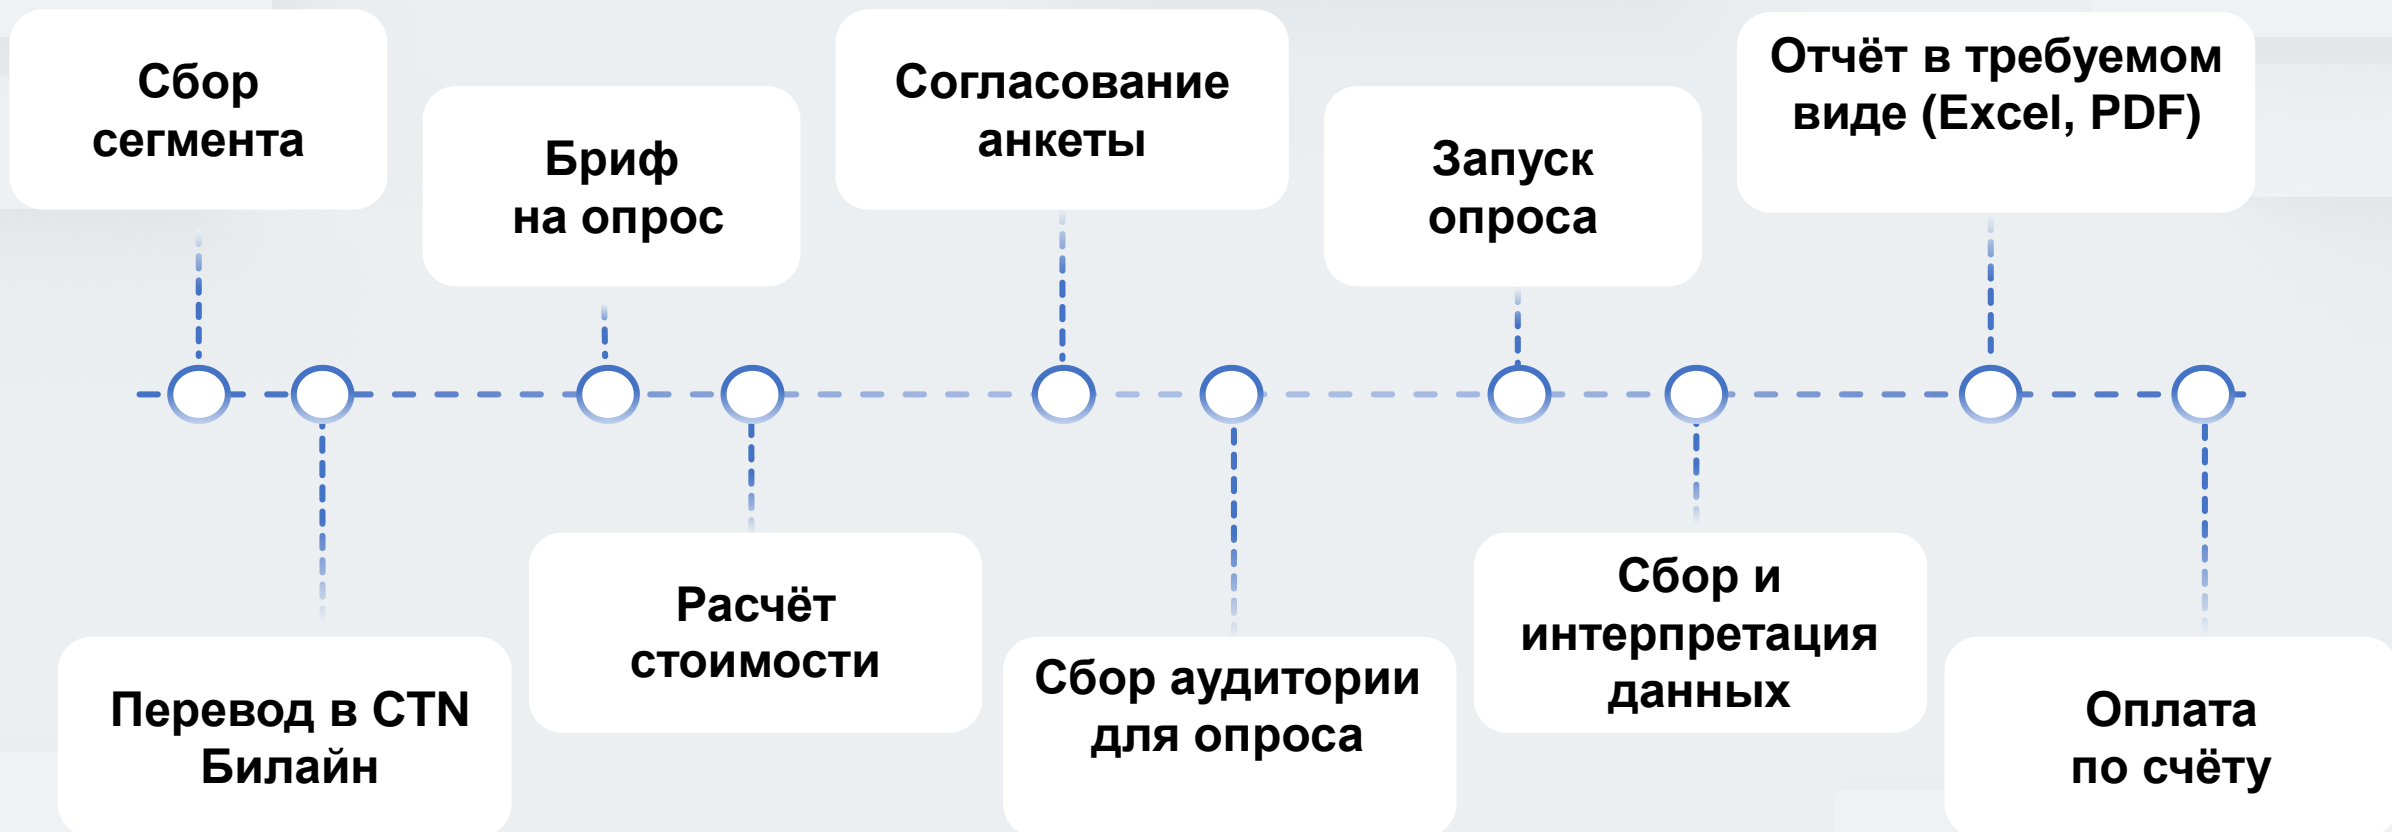 Сбор
сегмента
Перевод в CTN
Билайн
Бриф
на опрос
Расчёт
стоимости
Согласование
анкеты
Сбор аудитории
для опроса
Запуск
опроса
Сбор и
интерпретация
данных
Отчёт в требуемом
виде (Excel, PDF)
Оплата
по счёту